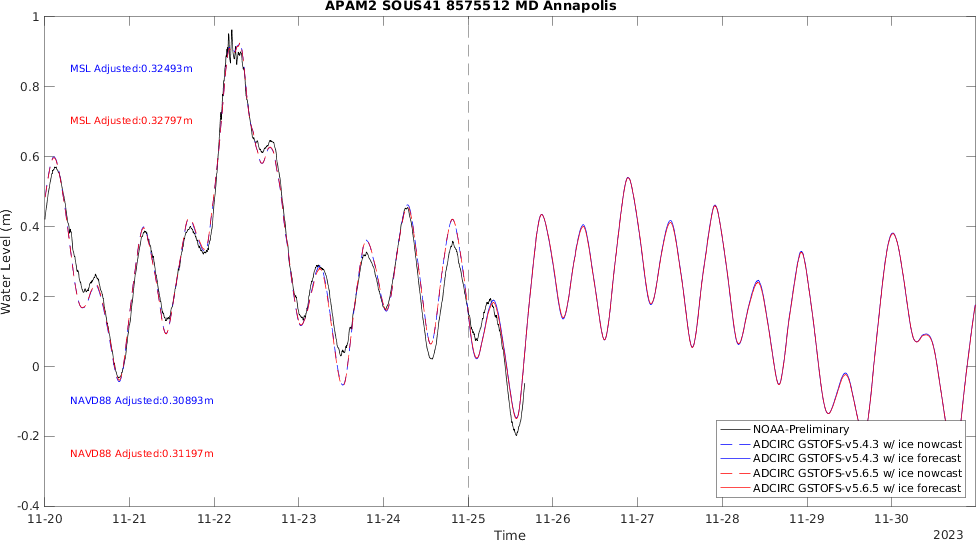 APAM2 SOUS41 8575512 MD Annapolis
1
0.8
0.6
0.4
0.2
0
-0.2
-0.4
Water Level (m)
MSL Adjusted:0.32493m
MSL Adjusted:0.32797m
NAVD88 Adjusted:0.30893m
NAVD88 Adjusted:0.31197m
NOAA-Preliminary
ADCIRC GSTOFS-v5.4.3 w/ ice nowcast
ADCIRC GSTOFS-v5.4.3 w/ ice forecast
ADCIRC GSTOFS-v5.6.5 w/ ice nowcast
ADCIRC GSTOFS-v5.6.5 w/ ice forecast
11-20 11-21 11-22 11-23 11-24 11-25 11-26 11-27 11-28 11-29 11-30
Time
2023